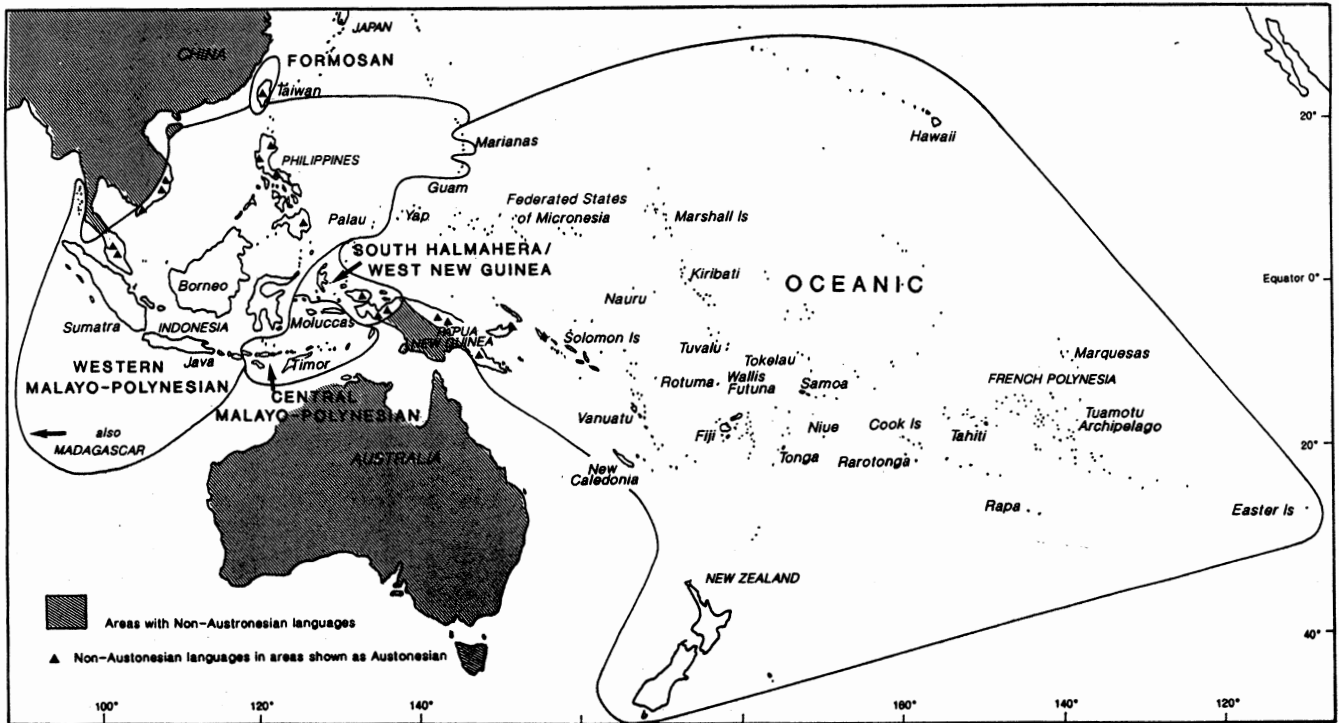 JAPAN
CHINA
FORMOSAN
Taiwan
20°
Hawaii
Marianas
PHILIPPINES
Guam
Federated States
of Micronesia
Palau
Yap
Marshall Is
SOUTH HALMAHERA/
WEST NEW GUINEA
Kiribati
OCEANIC
Equator 0°
Borneo
Nauru
Sumatra
INDONESIA
Moluccas
PAPUA
NEW GUINEA
Solomon Is
Java
Timor
Tuvalu
Tokelau
Marquesas
WESTERN
MALAYO-POLYNESIAN
CENTRAL
MALAYO-POLYNESIAN
Rotuma
Wallis
Futuna
Samoa
FRENCH POLYNESIA
Vanuatu
Fiji
Niue
Cook Is
Tahiti
Tuamotu
Archipelago
also
MADAGASCAR
AUSTRALIA
New
Caledonia
Tonga
Rarotonga
20°
Rapa
Easter Is
NEW ZEALAND
Areas with Non-Austronesian languages
Non-Austonesian languages in areas shown as Austonesian
40°
100°
120°
140°
160°
140°
120°